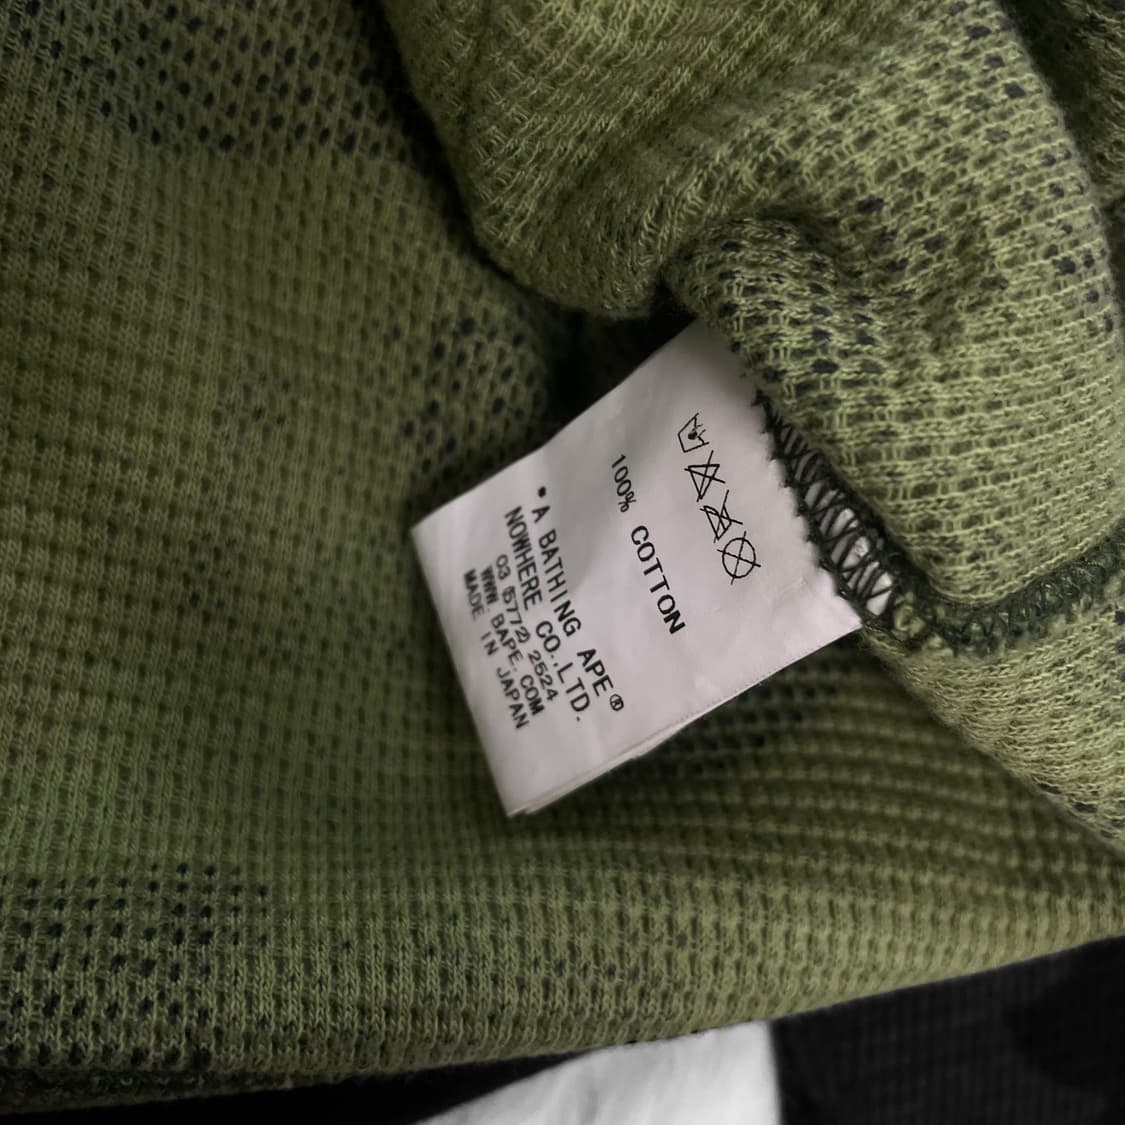 100% COTTON
• A BATHING APE®
NOWHERE CO.,LTD.
03 (5772) 2524
WWW.BAPE.COM
MADE IN JAPAN